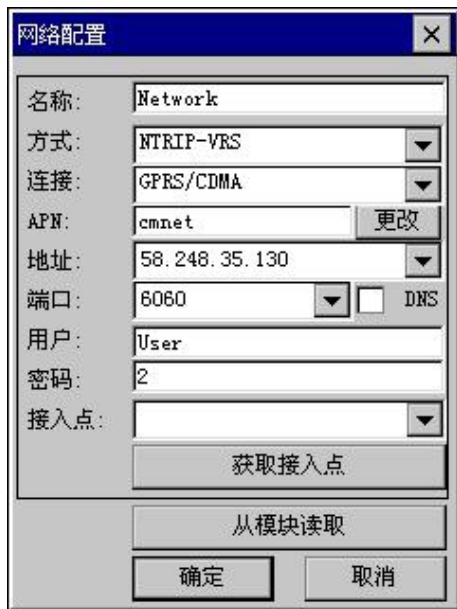 网络配置
名称: Network
方式: NTRIP-VRS
连接: GPRS/CDMA
APN: cmnet 更改
地址: 58.248.35.130
端口: 6060 DNS
用户: User
密码: 2
接入点:
获取接入点
从模块读取
确定 取消